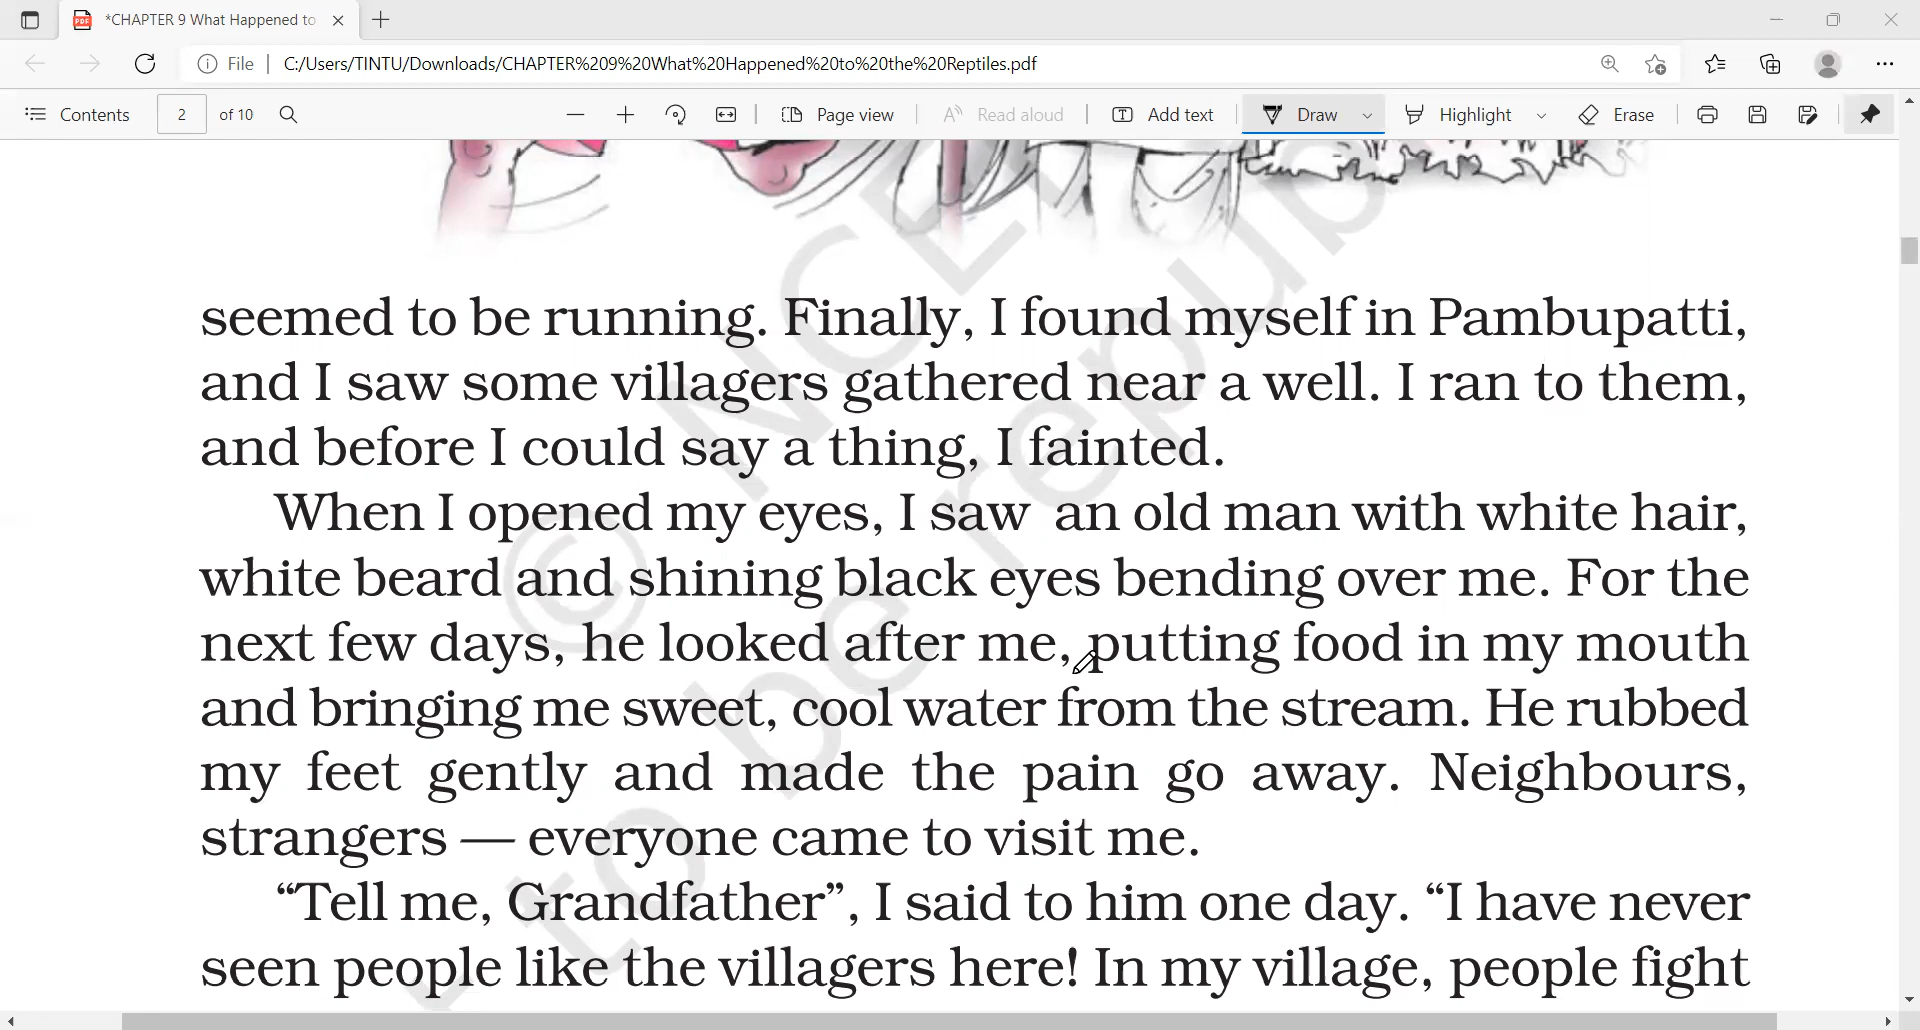 *CHAPTER 9 What Happened to
File | C:/Users/TINTU/Downloads/CHAPTER%209%20What%20Happened%20to%20the%20Reptiles.pdf
Contents 2 of 10 Page view Read aloud Add text Draw Highlight Erase
seemed to be running. Finally, I found myself in Pambupatti,
and I saw some villagers gathered near a well. I ran to them,
and before I could say a thing, I fainted.
When I opened my eyes, I saw an old man with white hair,
white beard and shining black eyes bending over me. For the
next few days, he looked after me, putting food in my mouth
and bringing me sweet, cool water from the stream. He rubbed
my feet gently and made the pain go away. Neighbours,
strangers — everyone came to visit me.
“Tell me, Grandfather”, I said to him one day. “I have never
seen people like the villagers here! In my village, people fight
© NCE
to be repub